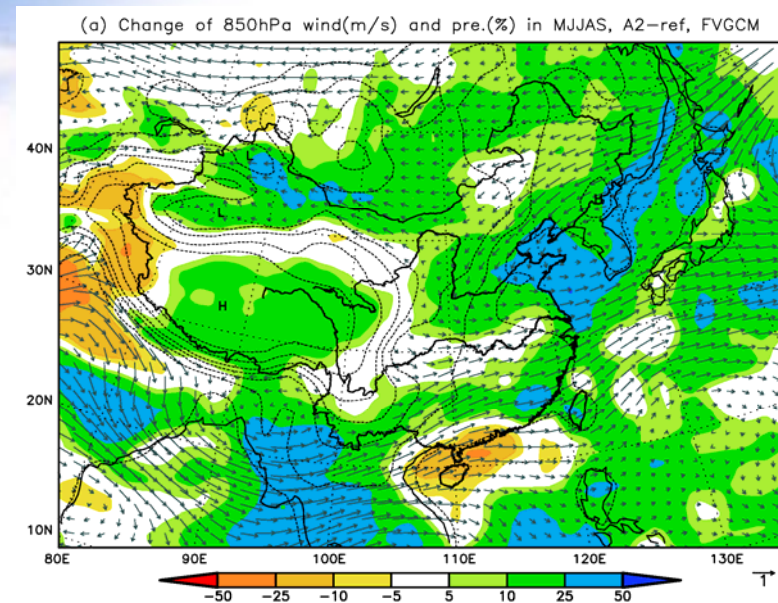 (a) Change of 850hPa wind(m/s) and pre.(%) in MJJAS, A2-ref, FVGCM
40N
L
L
30N
H
20N
10N
80E 90E 100E 110E 120E 130E
-50 -25 -10 -5 5 10 25 50
1